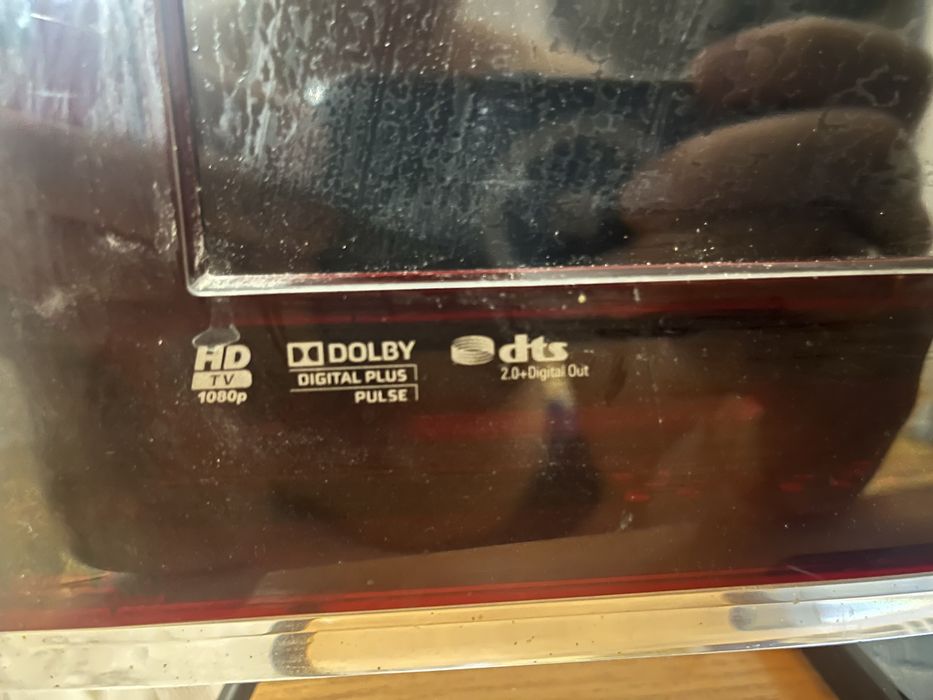 HD
TV
1080p
DOLBY
DIGITAL PLUS
PULSE
dts
2.0+Digital Out